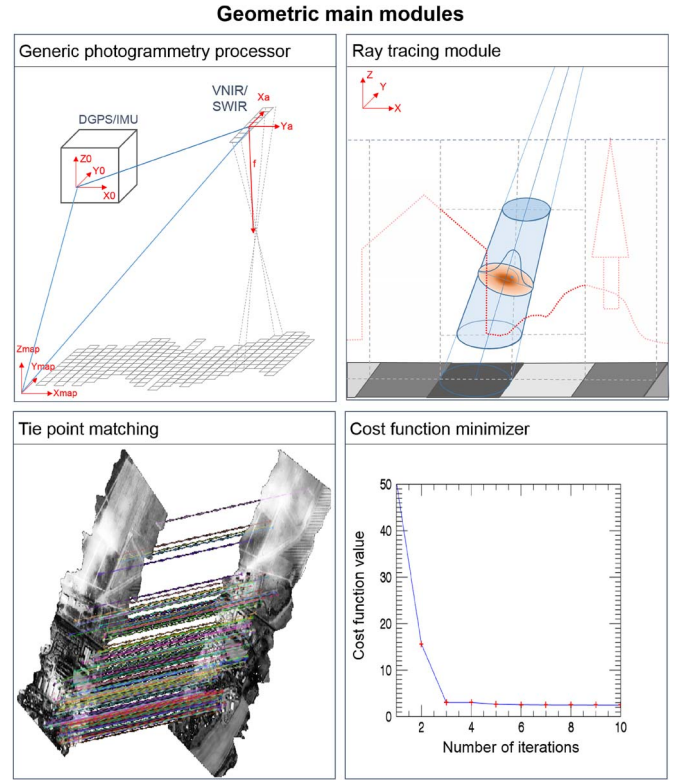 Geometric main modules
Generic photogrammetry processor
VNIR/
SWIR
Xa
Ya
DGPS/IMU
Z0
Y0
X0
f
Zmap
Ymap
Xmap
Ray tracing module
Z
Y
X
Tie point matching
Cost function minimizer
50
40
30
20
10
0
2
4
6
8
10
Cost function value
Number of iterations